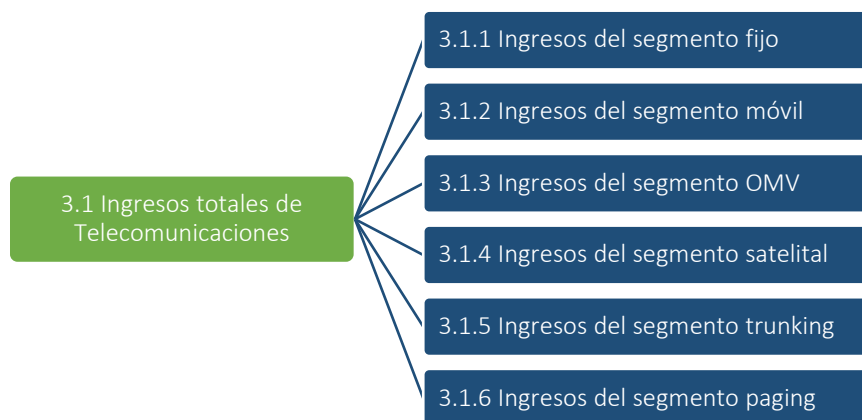 3.1 Ingresos totales de
Telecomunicaciones
3.1.1 Ingresos del segmento fijo
3.1.2 Ingresos del segmento móvil
3.1.3 Ingresos del segmento OMV
3.1.4 Ingresos del segmento satelital
3.1.5 Ingresos del segmento trunking
3.1.6 Ingresos del segmento paging